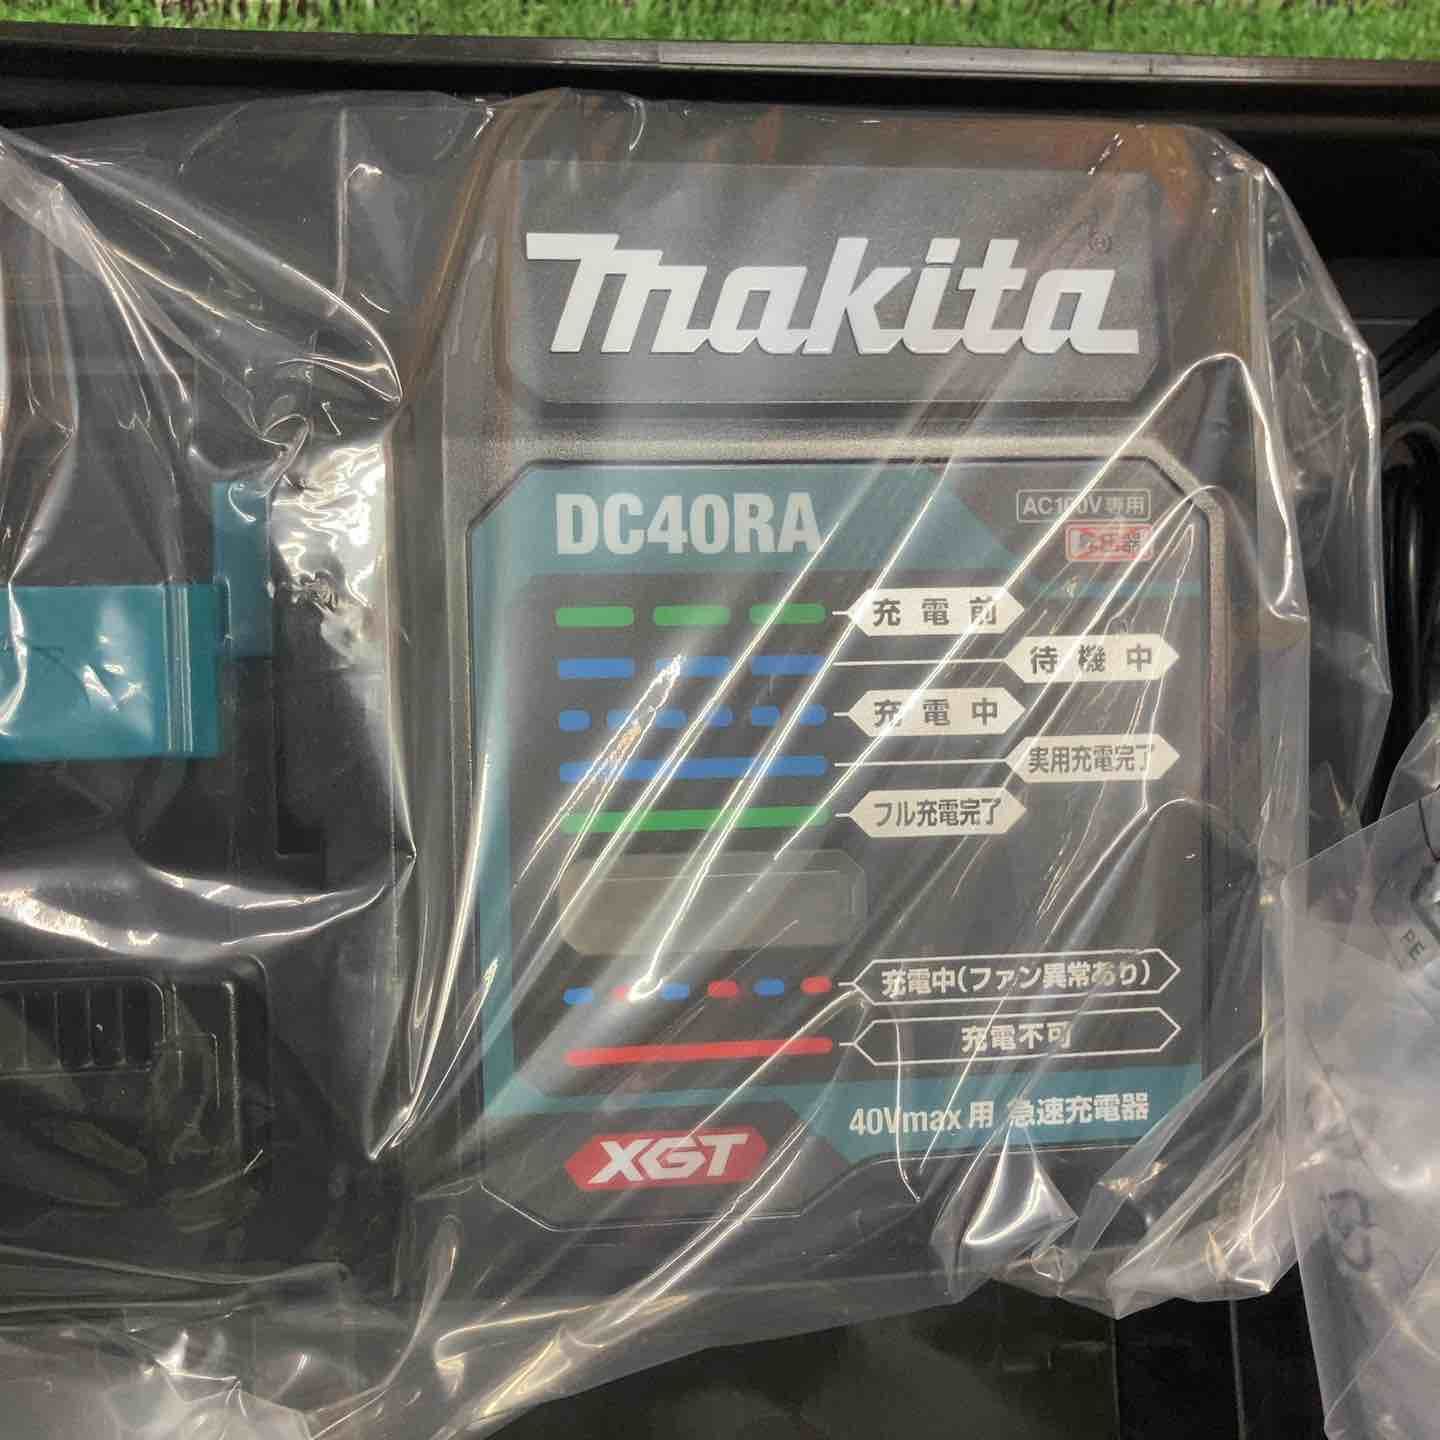 makita
DC40RA
AC100V専用
充電前
待機中
充電中
実用充電完了
フル充電完了
充電中(ファン異常あり)
充電不可
40Vmax用 急速充電器
XGT
PE